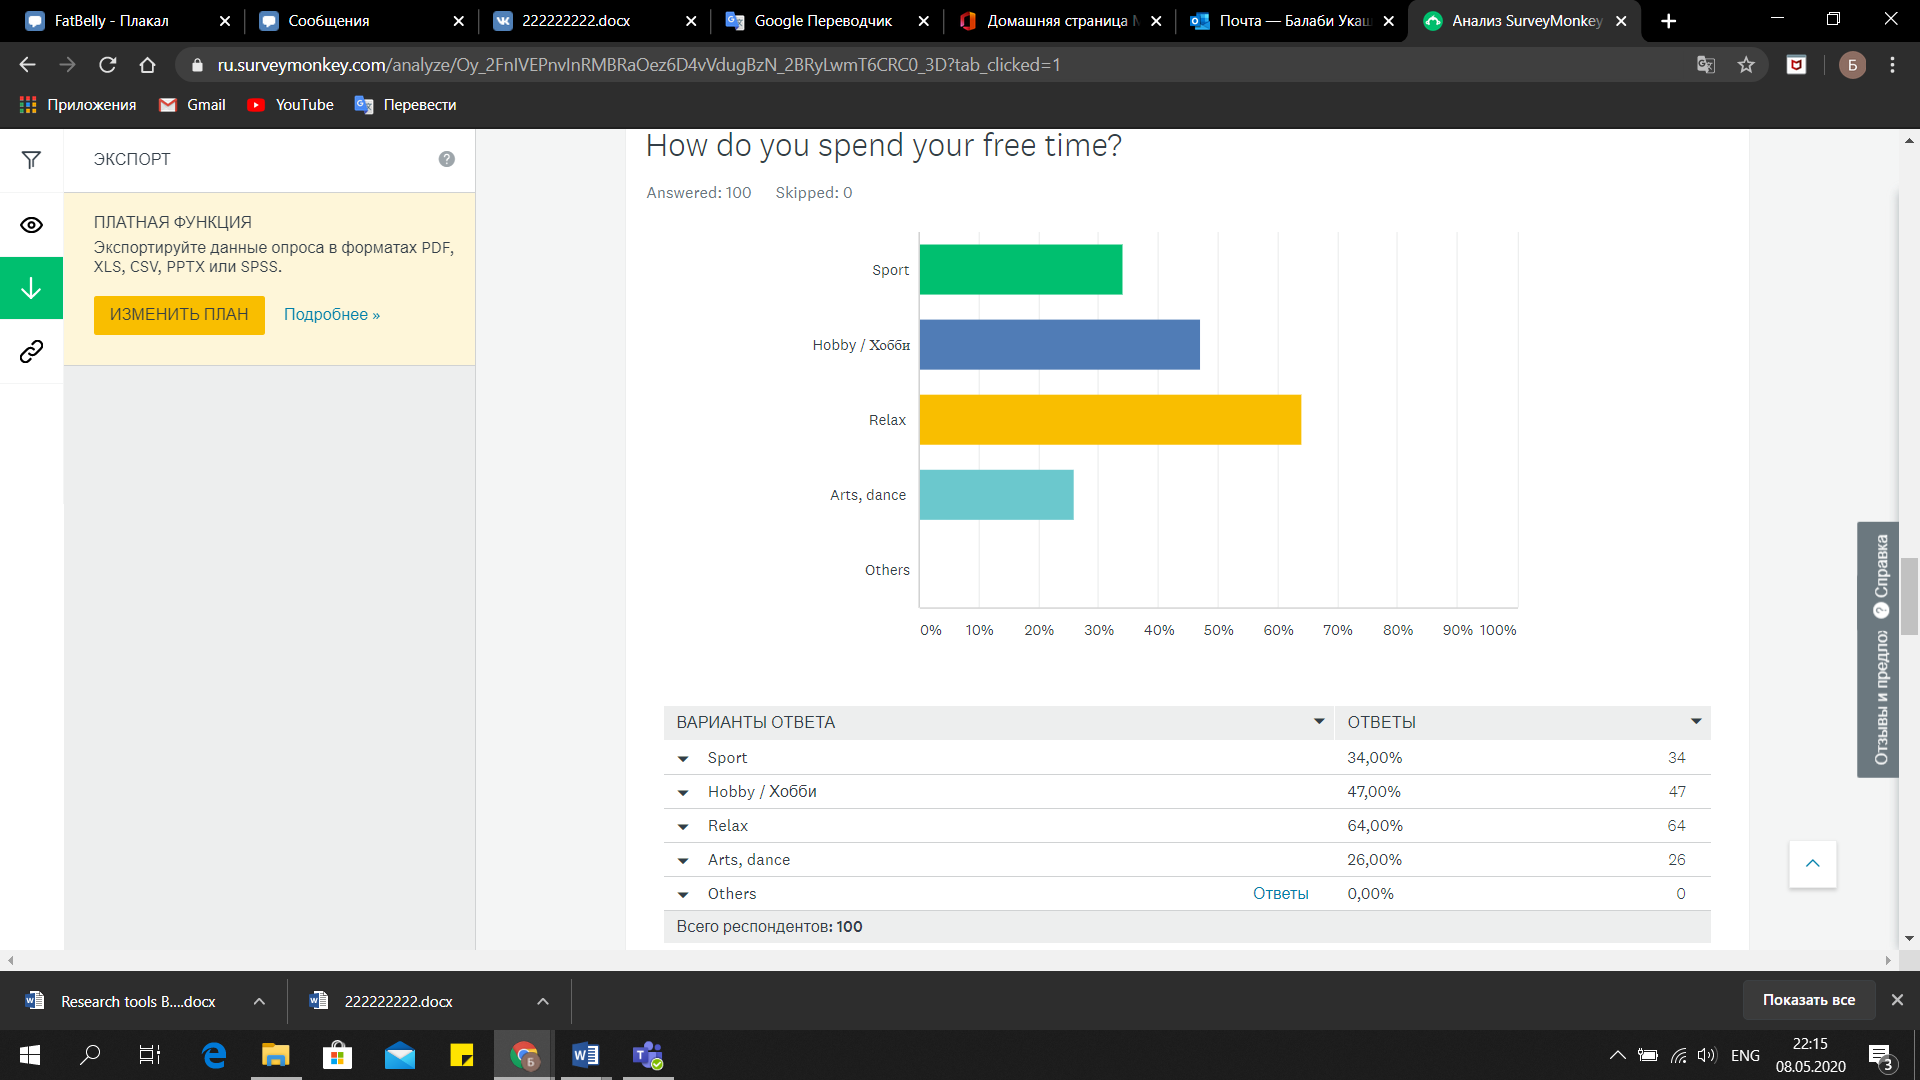 FatBelly - Плакал
Сообщения
222222222.docx
Google Переводчик
Домашняя страница M
Почта — Балаби Укаш
Анализ SurveyMonkey
ru.surveymonkey.com/analyze/Oy_2FnIVEPnvInRMBRaOez6D4vVdugBzN_2BRyLwmT6CRC0_3D?tab_clicked=1
Б
Приложения
Gmail
YouTube
Перевести
ЭКСПОРТ
?
ПЛАТНАЯ ФУНКЦИЯ
Экспортируйте данные опроса в форматах PDF,
XLS, CSV, PPTX или SPSS.
ИЗМЕНИТЬ ПЛАН
Подробнее »
How do you spend your free time?
Answered: 100 Skipped: 0
Sport
Hobby / Хобби
Relax
Arts, dance
Others
0% 10% 20% 30% 40% 50% 60% 70% 80% 90% 100%
ВАРИАНТЫ ОТВЕТА ОТВЕТЫ
Sport 34,00% 34
Hobby / Хобби 47,00% 47
Relax 64,00% 64
Arts, dance 26,00% 26
Others Ответы 0,00% 0
Всего респондентов: 100
Отзывы и предло: ? Справка
Research tools B....docx
222222222.docx
Показать все
Б
ENG
22:15
08.05.2020
3